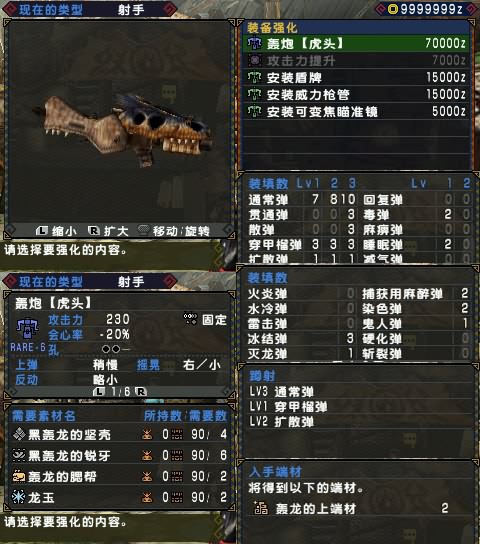 现在的类型 射手
9999999z
装备强化
轰炮【虎头】 70000z
攻击力提升 7000z
安装盾牌 15000z
安装威力枪管 15000z
安装可变焦瞄准镜 5000z
L 缩小 R 扩大 移动/旋转
请选择要强化的内容。
装填数 Lv1 2 3 Lv 1 2
通常弹 7 8 10 回复弹 0 0
贯通弹 0 0 3 毒弹 2 0
散弹 0 0 3 麻痹弹 0 0
穿甲榴弹 3 3 3 睡眠弹 2 0
扩散弹 1 1 1 减气弹 0 0
现在的类型 射手
轰炮【虎头】
攻击力 230 固定
会心率 -20%
RARE-6 孔 ●●—
上弹 稍慢 摇晃 右/小
反动 略小
L 1/6 R
需要素材名 所持数/需要数
黑轰龙的坚壳 0 90/ 4
黑轰龙的锐牙 0 90/ 6
轰龙的腮帮 0 90/ 2
龙玉 0 90/ 2
请选择要强化的内容。
装填数
火炎弹 0 捕获用麻醉弹 2
水冷弹 0 染色弹 2
雷击弹 0 鬼人弹 1
冰结弹 3 硬化弹 0
灭龙弹 1 斩裂弹 0
蹲射
LV3 通常弹
LV1 穿甲榴弹
LV2 扩散弹
入手端材
将得到以下的端材。
轰龙的上端材 2